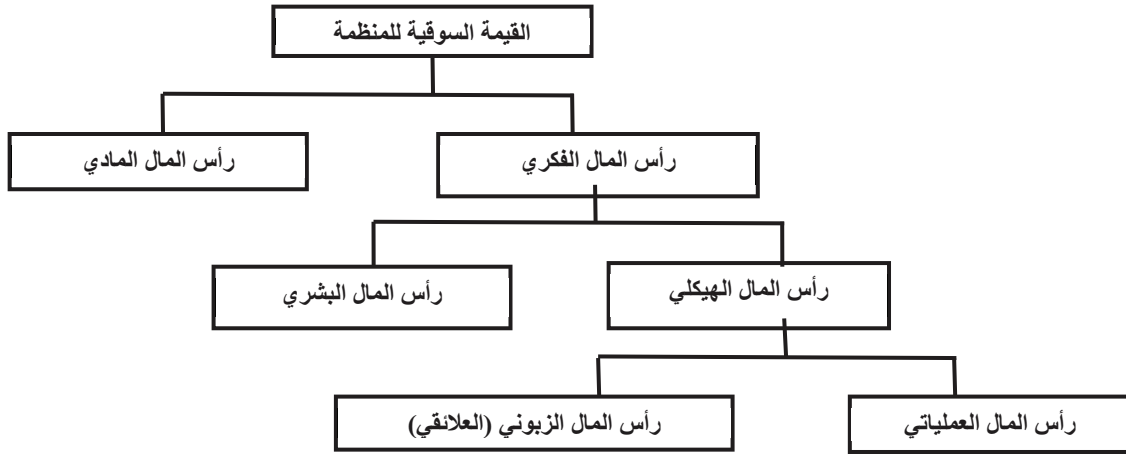 القيمة السوقية للمنظمة
رأس المال الفكري
رأس المال المادي
رأس المال الهيكلي
رأس المال البشري
رأس المال العملياتي
رأس المال الزبوني (العلائقي)